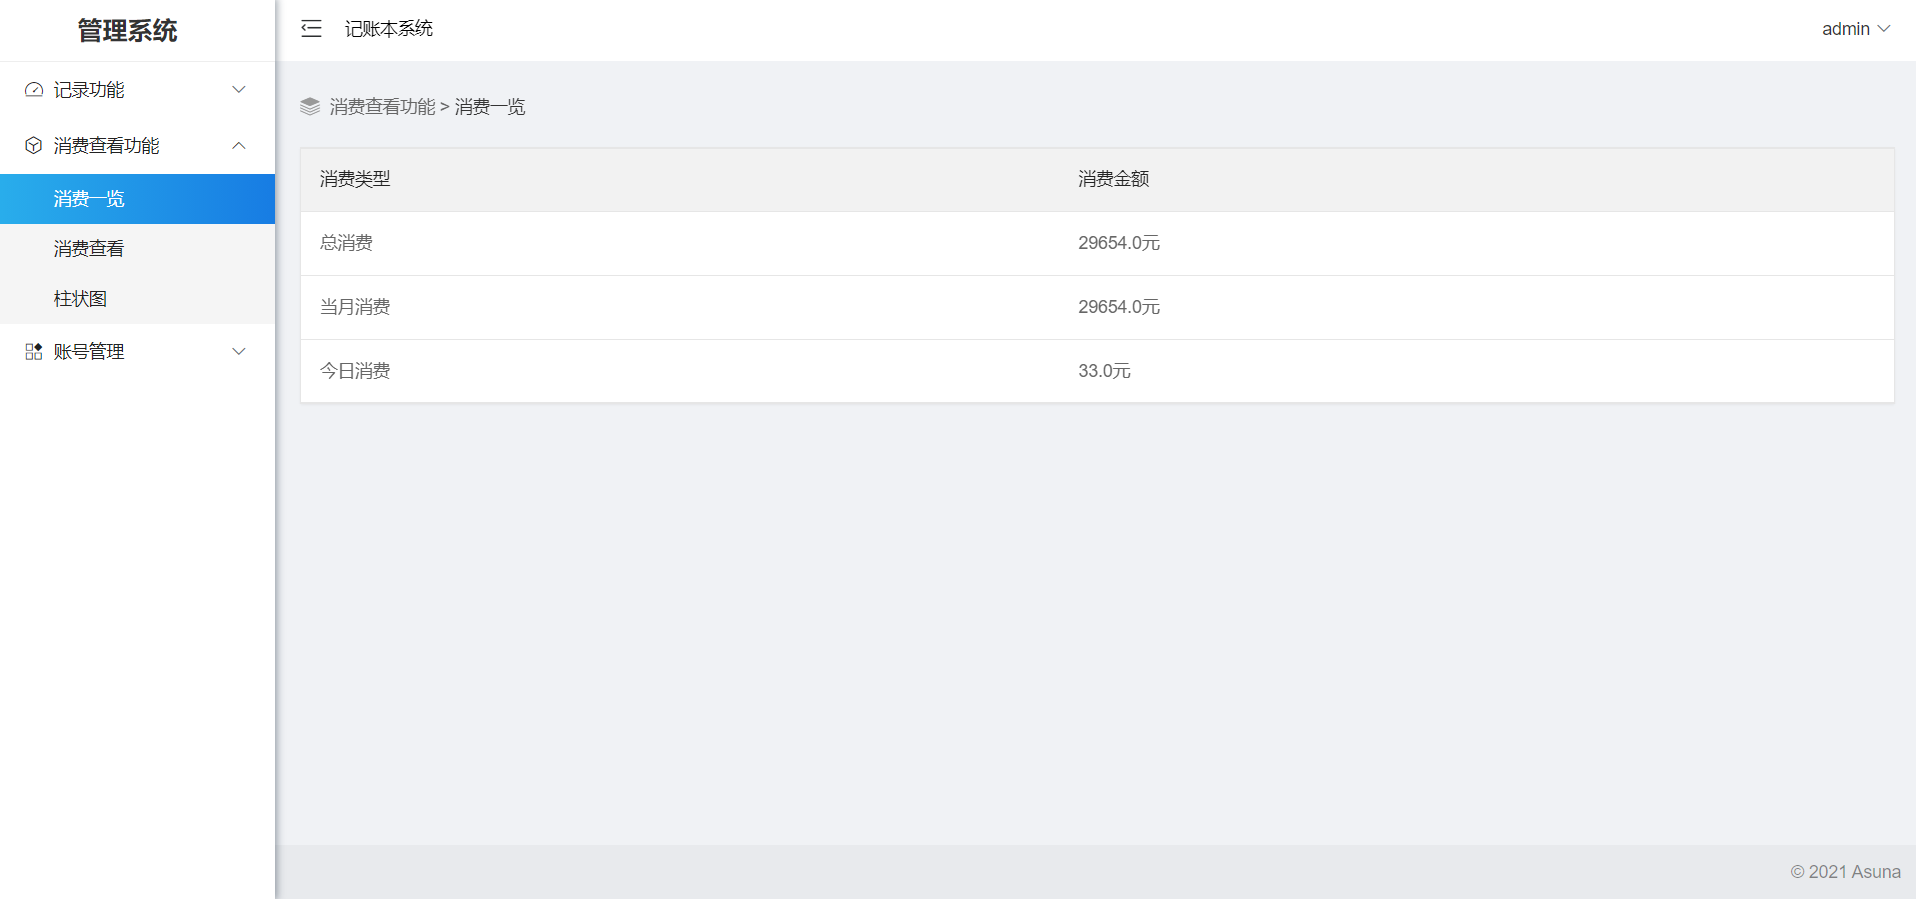 管理系统
记录功能
消费查看功能
消费一览
消费查看
柱状图
账号管理
记账本系统
admin
消费查看功能 > 消费一览
消费类型 消费金额
总消费 29654.0元
当月消费 29654.0元
今日消费 33.0元
© 2021 Asuna